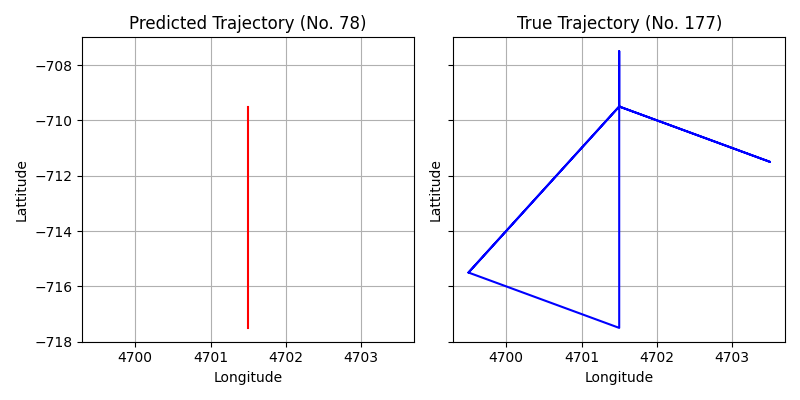 Predicted Trajectory (No. 78)
True Trajectory (No. 177)
−708
−710
−712
−714
−716
−718
Lattitude
Lattitude
4700
4701
4702
4703
4700
4701
4702
4703
Longitude
Longitude